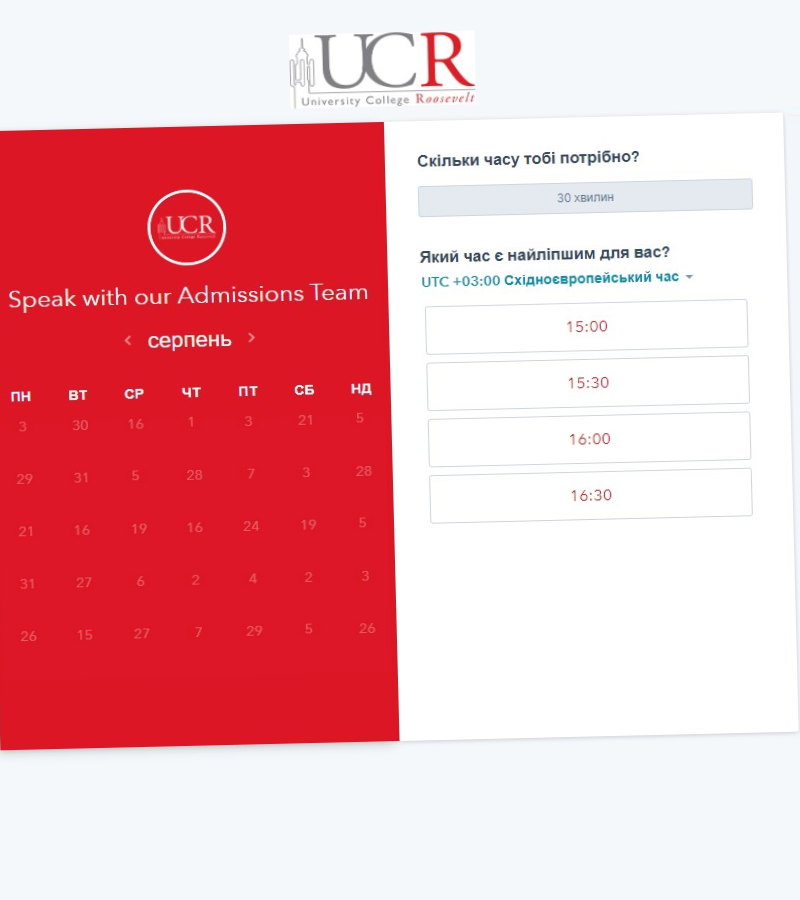 UCR
University College Roosevelt
UCR
Speak with our Admissions Team
серпень
ПН ВТ СР ЧТ ПТ СБ НД
3 30 16 1 3 21 5
29 31 5 28 7 3 28
21 16 19 16 24 19 5
31 27 6 2 4 2 3
26 15 27 7 29 5 26
Скільки часу тобі потрібно?
30 хвилин
Який час є найліпшим для вас?
UTC +03:00 Східноєвропейський час
15:00
15:30
16:00
16:30